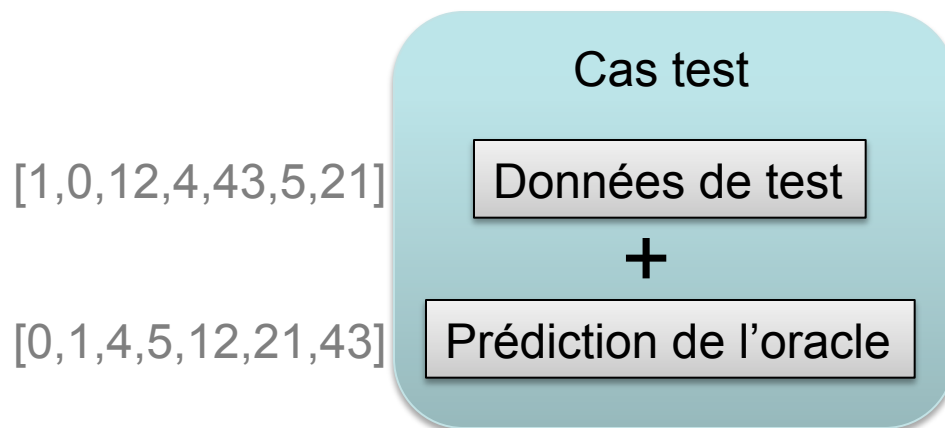 Cas test
[1,0,12,4,43,5,21] Données de test
+
[0,1,4,5,12,21,43] Prédiction de l’oracle